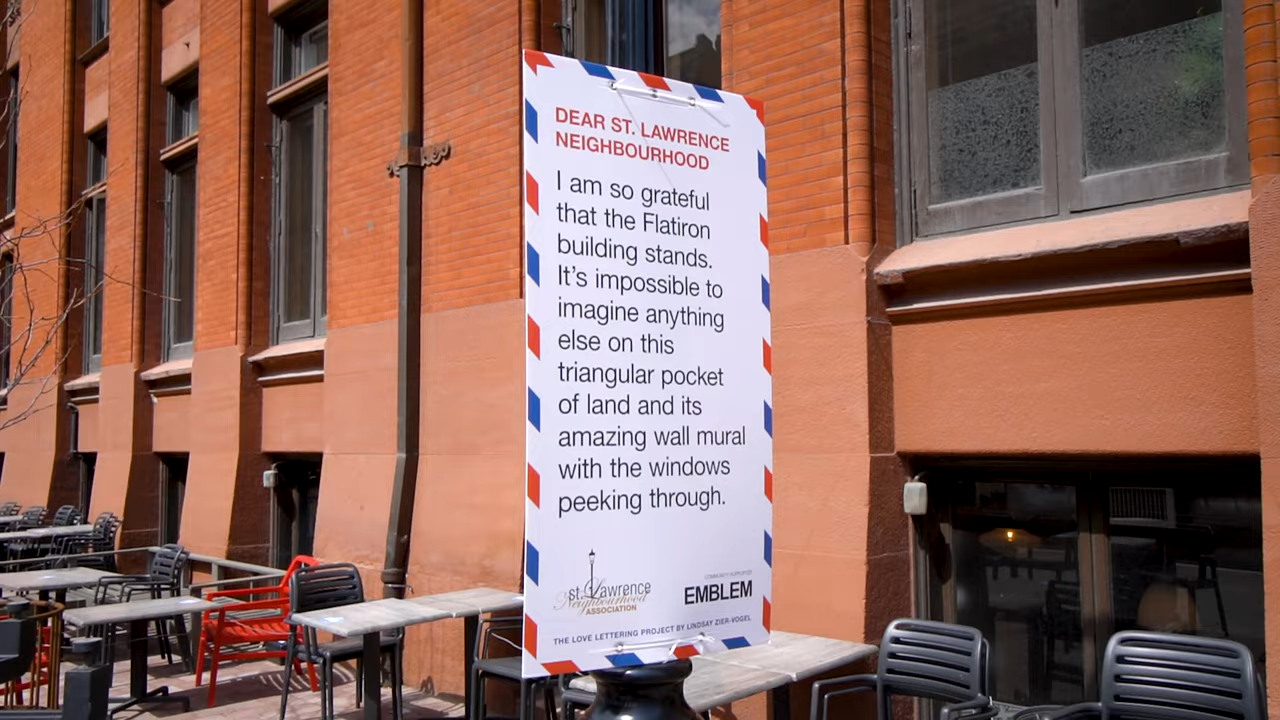 DEAR ST. LAWRENCE
NEIGHBOURHOOD
I am so grateful
that the Flatiron
building stands.
It's impossible to
imagine anything
else on this
triangular pocket
of land and its
amazing wall mural
with the windows
peeking through.
st. Lawrence
Neighbourhood
ASSOCIATION
COMMUNITY SUPPORTER
EMBLEM
THE LOVE LETTERING PROJECT BY LINDSAY ZIER-VOGEL